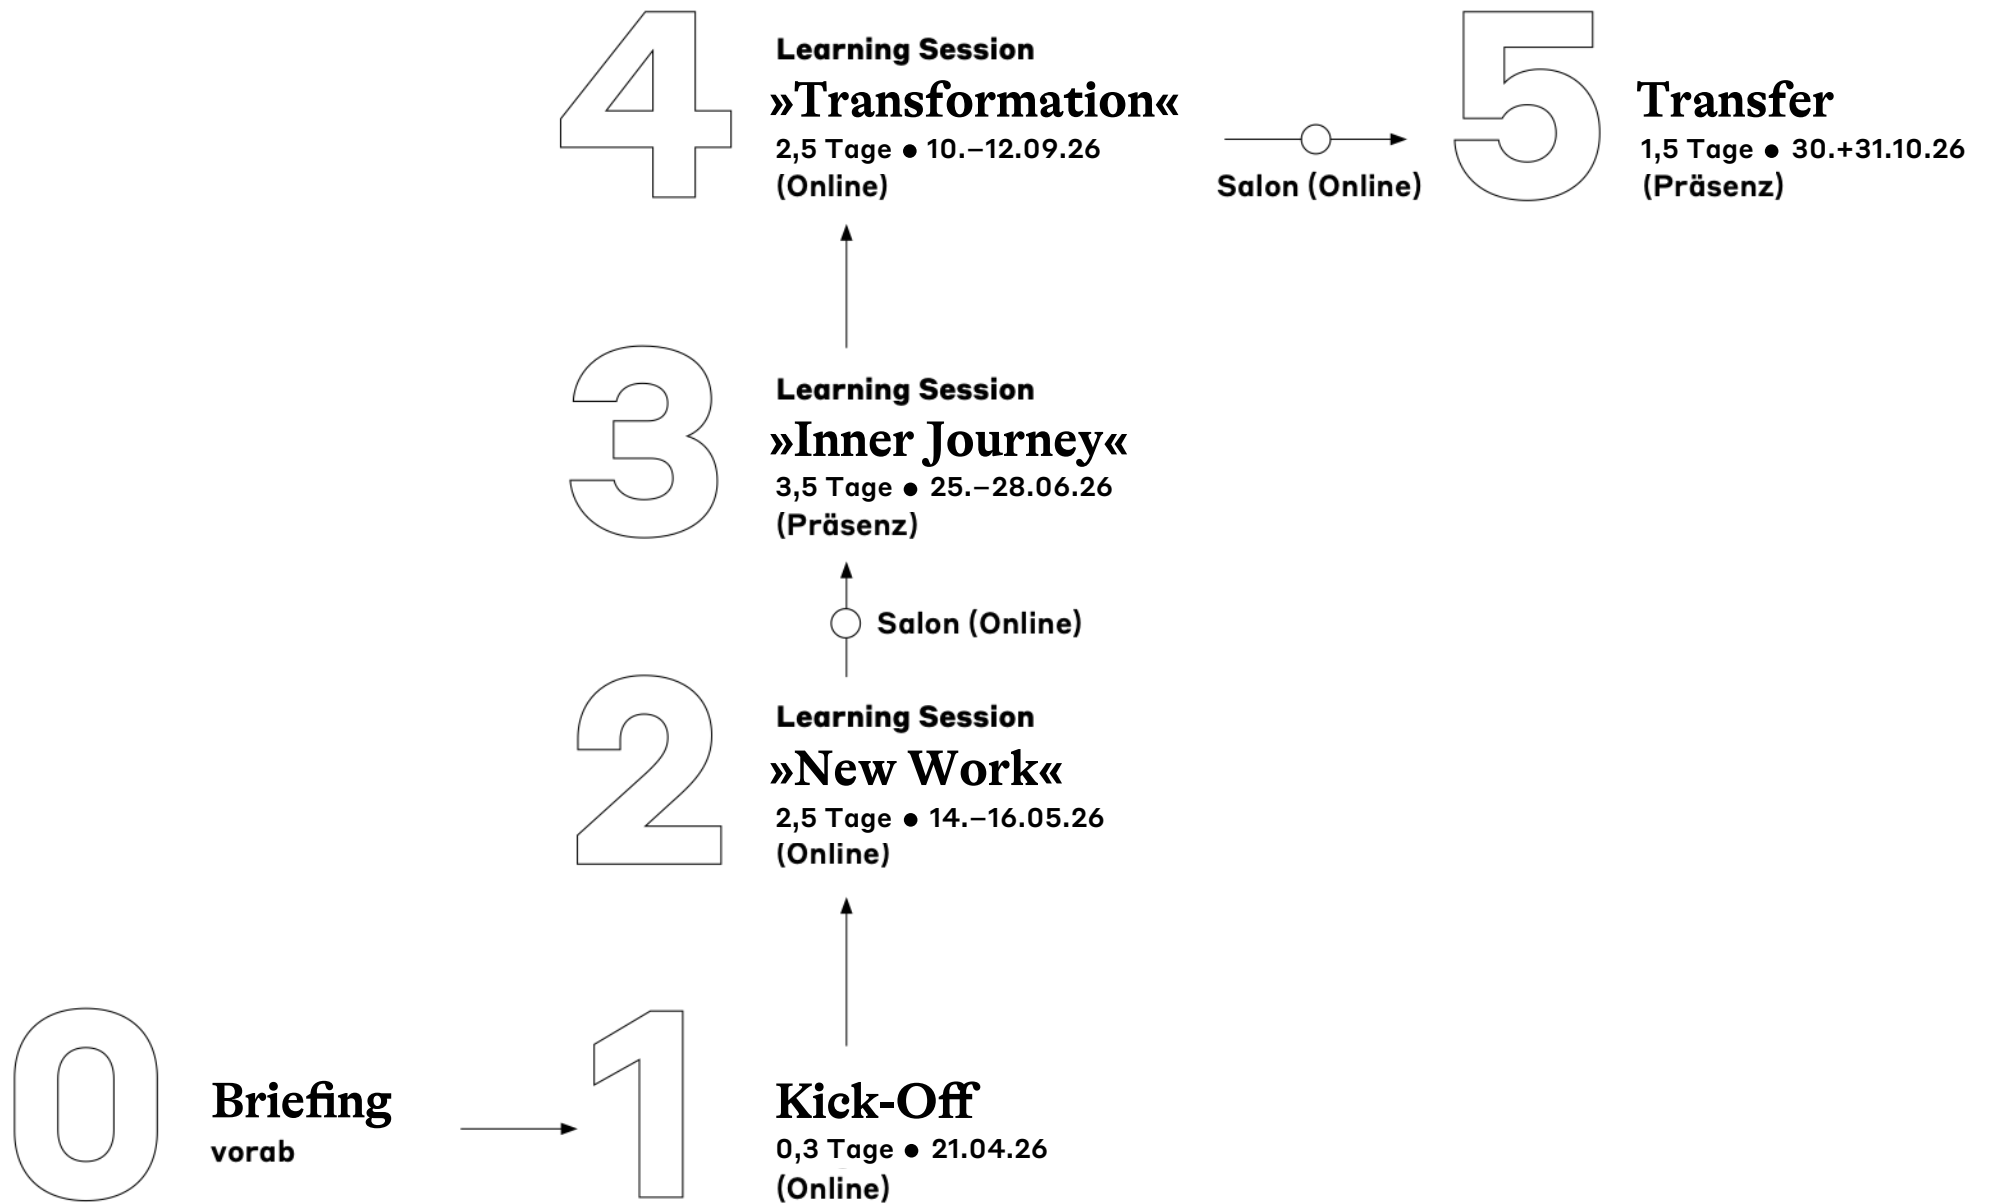 4
Learning Session
»Transformation«
2,5 Tage ● 10.–12.09.26
(Online)
Salon (Online)
5
Transfer
1,5 Tage ● 30.+31.10.26
(Präsenz)
3
Learning Session
»Inner Journey«
3,5 Tage ● 25.–28.06.26
(Präsenz)
Salon (Online)
2
Learning Session
»New Work«
2,5 Tage ● 14.–16.05.26
(Online)
0
Briefing
vorab
1
Kick-Off
0,3 Tage ● 21.04.26
(Online)